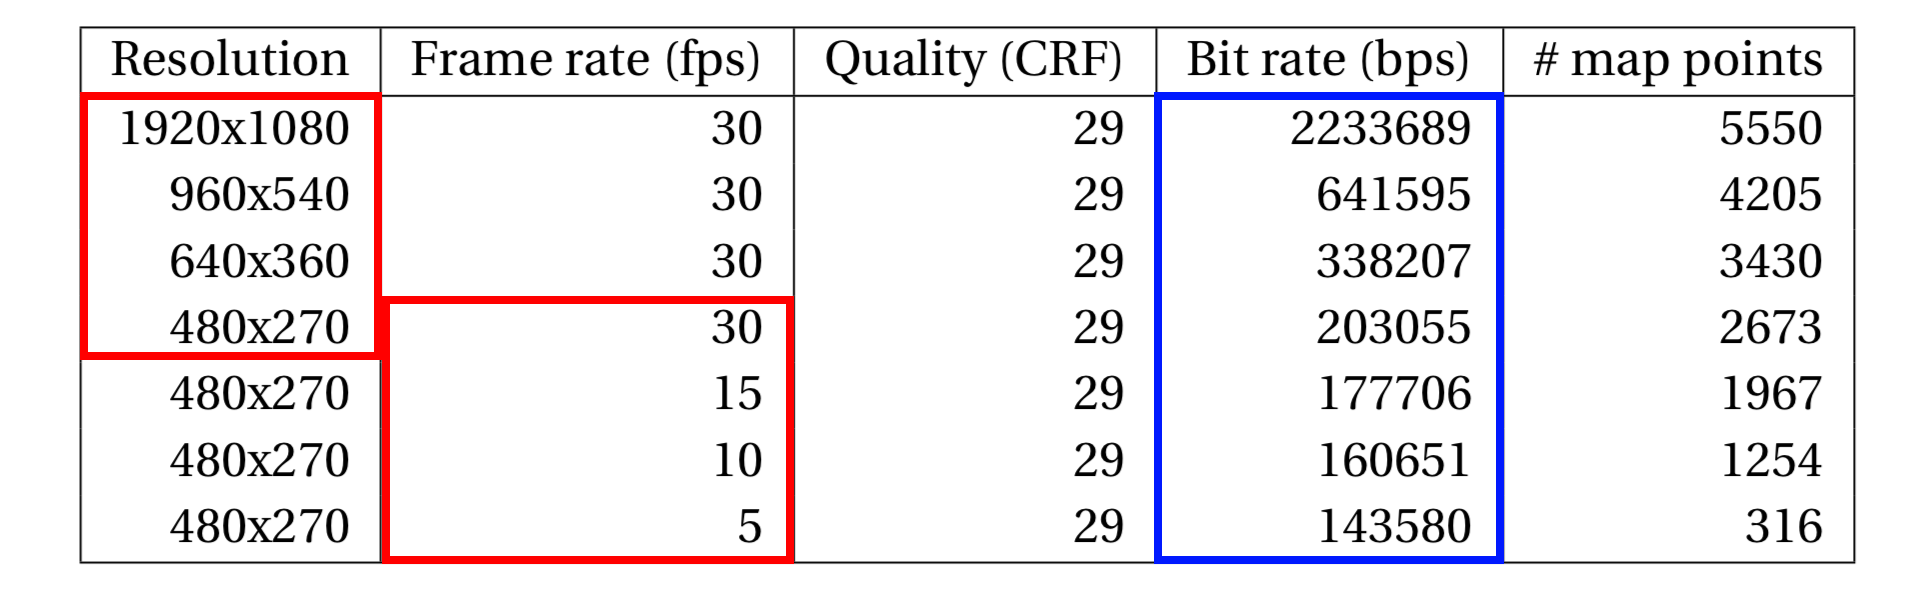 Resolution Frame rate (fps) Quality (CRF) Bit rate (bps) # map points
1920x1080 30 29 2233689 5550
960x540 30 29 641595 4205
640x360 30 29 338207 3430
480x270 30 29 203055 2673
480x270 15 29 177706 1967
480x270 10 29 160651 1254
480x270 5 29 143580 316